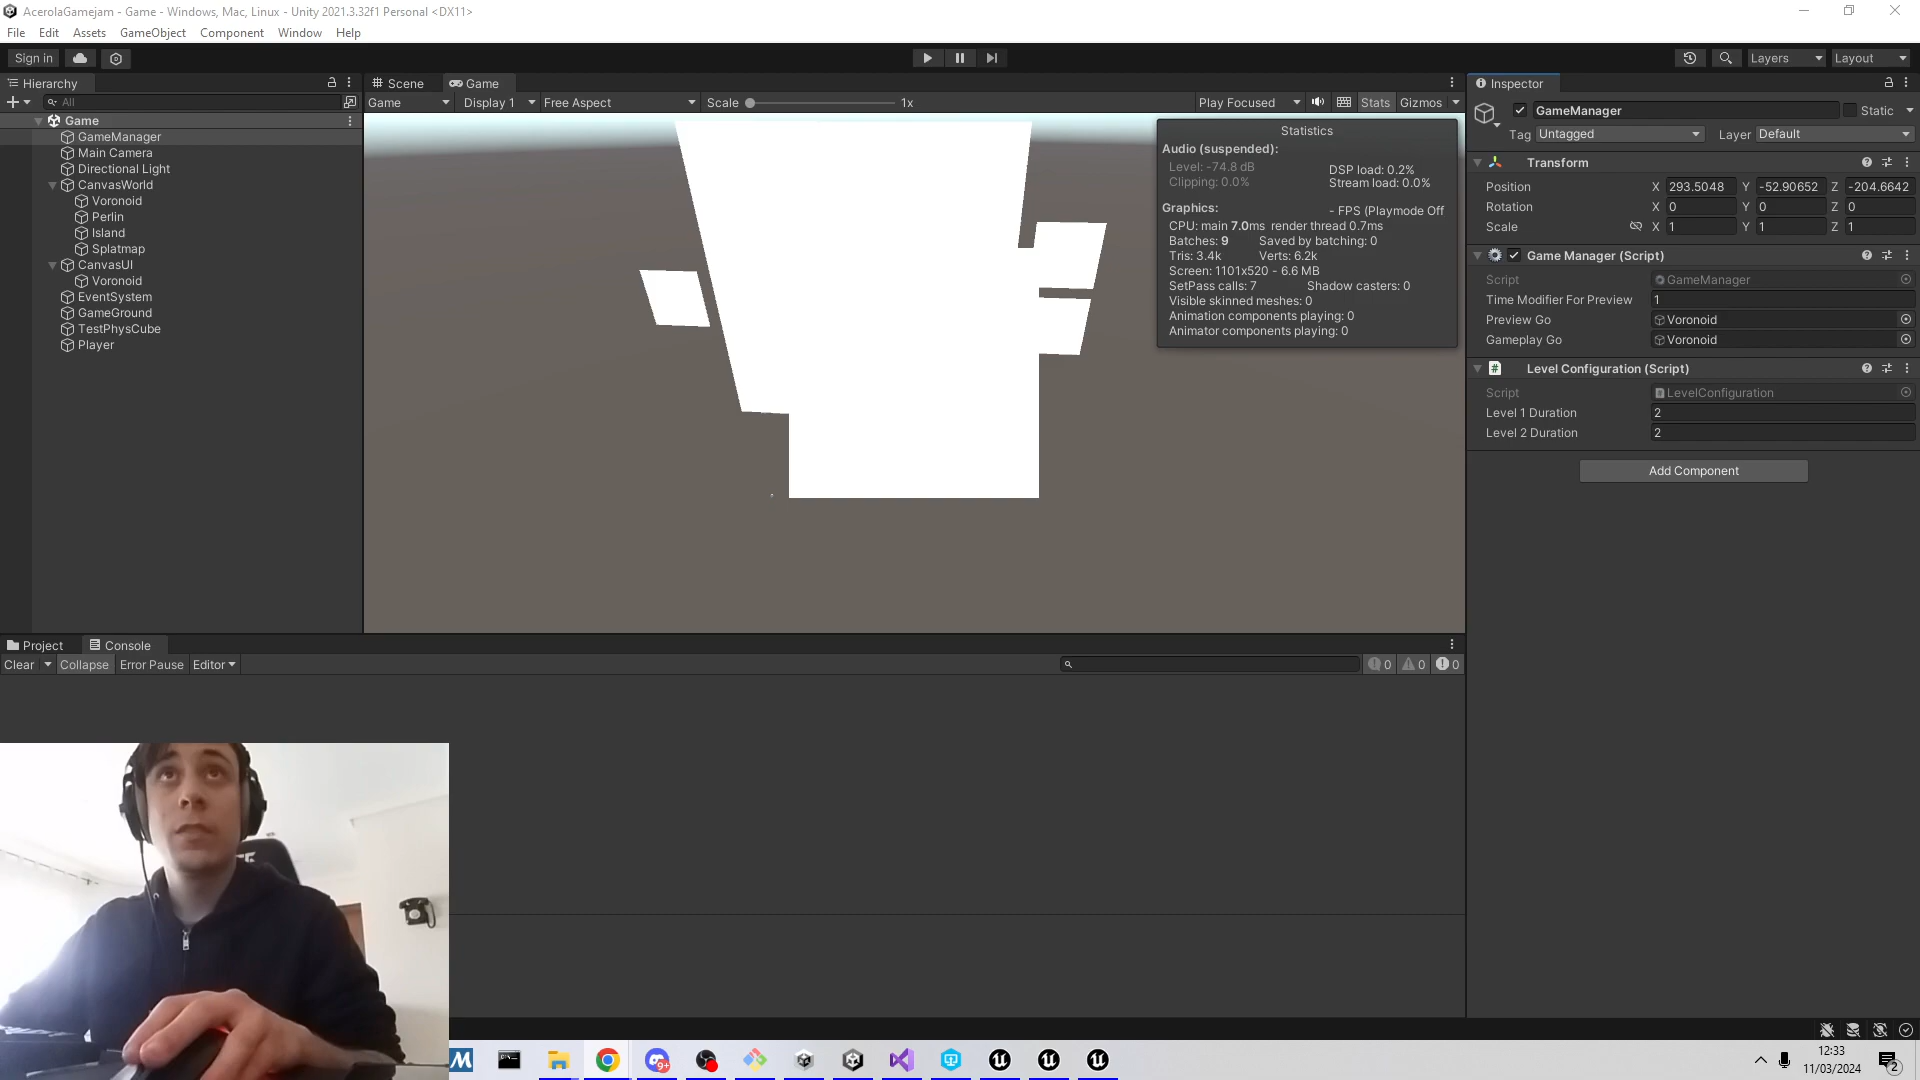 AcerolaGamejam - Game - Windows, Mac, Linux - Unity 2021.3.32f1 Personal <DX11>
File Edit Assets GameObject Component Window Help
Sign in
Layers
Layout
Hierarchy
All
Game
GameManager
Main Camera
Directional Light
CanvasWorld
Voronoid
Perlin
Island
Splatmap
CanvasUI
Voronoid
EventSystem
GameGround
TestPhysCube
Player
Scene Game
Game Display 1 Free Aspect Scale 1x Play Focused Stats Gizmos
Statistics
Audio (suspended):
Level: -74.8 dB DSP load: 0.2%
Clipping: 0.0% Stream load: 0.0%
Graphics: - FPS (Playmode Off
CPU: main 7.0ms render thread 0.7ms
Batches: 9 Saved by batching: 0
Tris: 3.4k Verts: 6.2k
Screen: 1101x520 - 6.6 MB
SetPass calls: 7 Shadow casters: 0
Visible skinned meshes: 0
Animation components playing: 0
Animator components playing: 0
Inspector
GameManager Static
Tag Untagged Layer Default
Transform
Position X 293.5048 Y -52.90652 Z -204.6642
Rotation X 0 Y 0 Z 0
Scale X 1 Y 1 Z 1
Game Manager (Script)
Script GameManager
Time Modifier For Preview 1
Preview Go Voronoid
Gameplay Go Voronoid
# Level Configuration (Script)
Script LevelConfiguration
Level 1 Duration 2
Level 2 Duration 2
Add Component
Project Console
Clear Collapse Error Pause Editor
0 0 0
9+
12:33
11/03/2024
2